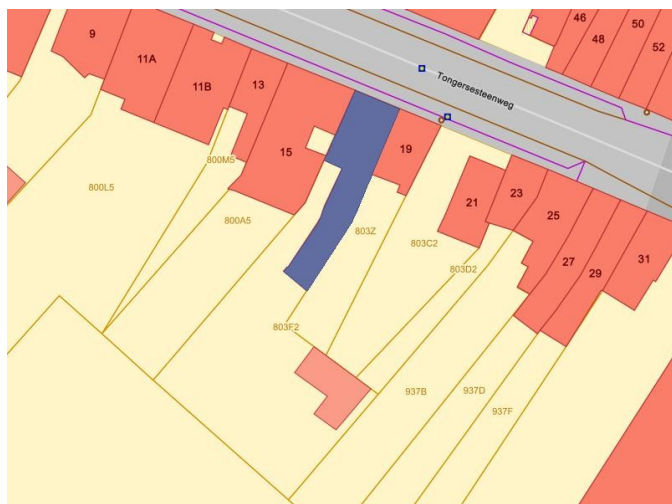 46
48
50
52
9
11A
11B
13
15
19
21
23
25
27
29
31
Tongersesteenweg
800L5
800M5
800A5
803Z
803C2
803D2
803F2
937B
937D
937F